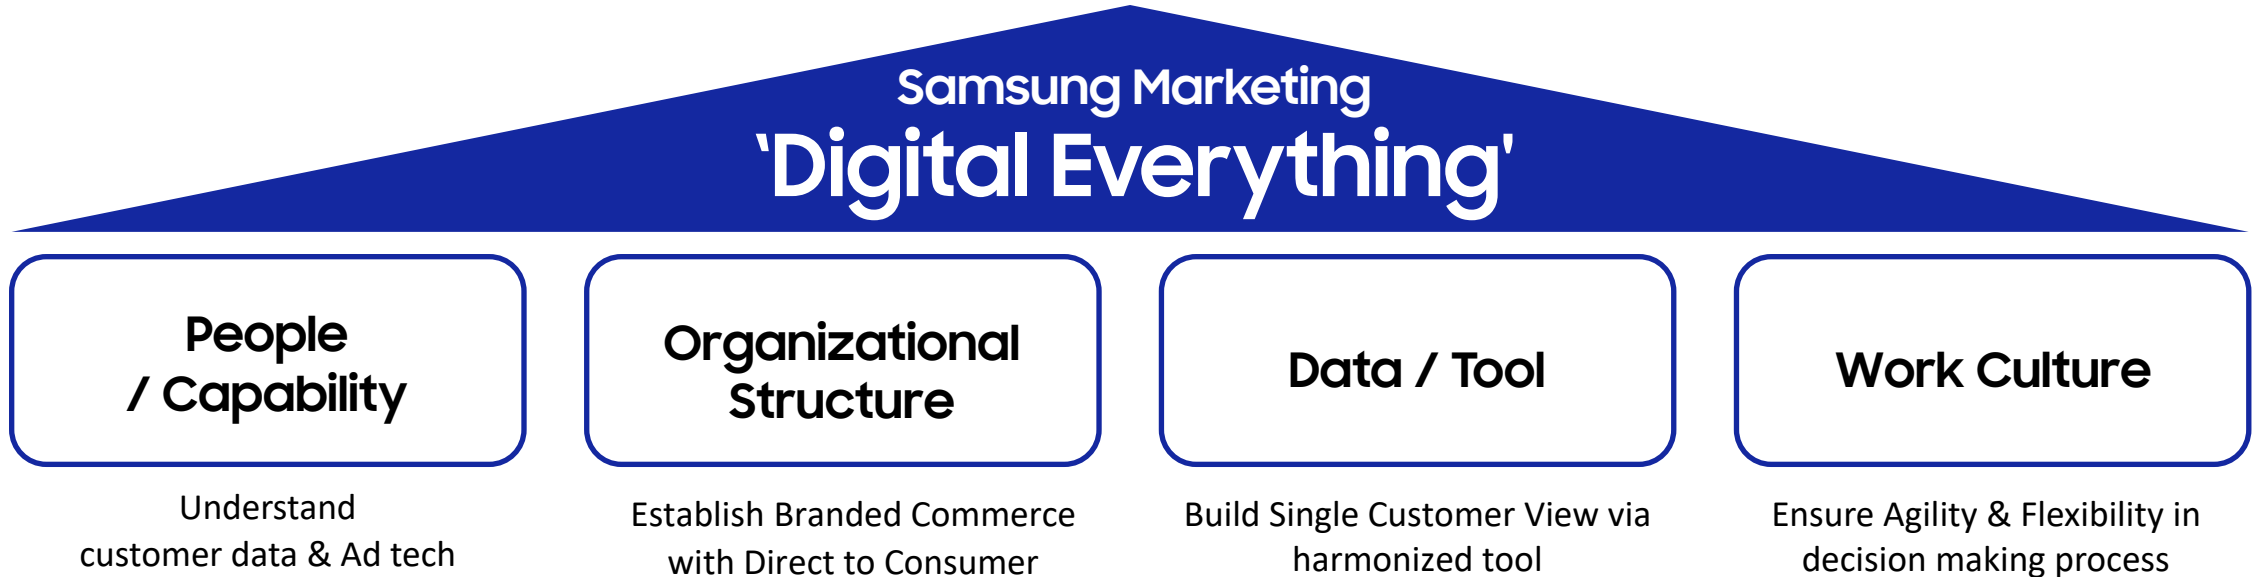 Samsung Marketing
'Digital Everything'
People
/ Capability
Organizational
Structure
Data / Tool
Work Culture
Understand
customer data & Ad tech
Establish Branded Commerce
with Direct to Consumer
Build Single Customer View via
harmonized tool
Ensure Agility & Flexibility in
decision making process